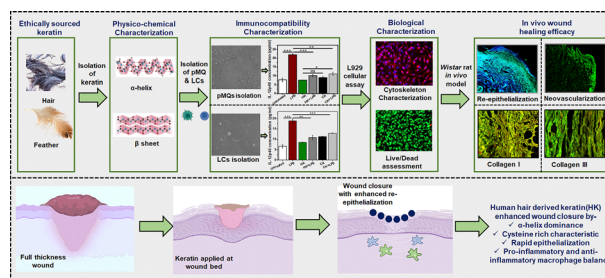 Ethically sourced
keratin
Isolation
of
keratin
Hair
Feather
Physico-chemical
Characterization
α-helix
β sheet
Isolation
of pMQ
& LCs
Immunocompatibility
Characterization
pMQs isolation
LCs isolation
L929
cellular
assay
Biological
Characterization
Cytoskeleton
Characterization
Live/Dead
assessment
Wistar rat
in vivo
model
In vivo wound
healing efficacy
Re-epithelialization
Neovascularization
Collagen I
Collagen III
Full thickness
wound
Keratin applied at
wound bed
Wound closure
with enhanced re-
epithelialization
Human hair derived keratin(HK)
enhanced wound closure by-
✓ α-helix dominance
✓ Cysteine rich characteristic
✓ Rapid epithelialization
✓ Pro-inflammatory and anti-
inflammatory macrophage balance